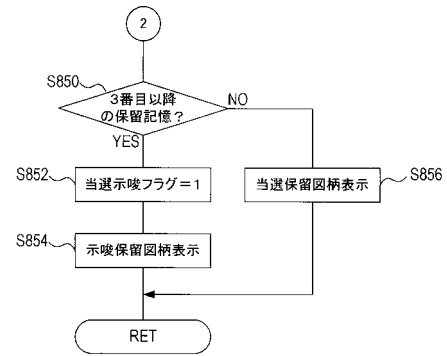 2
S850
3番目以降
の保留記憶？
NO
YES
S852
当選示唆フラグ＝1
S856
当選保留図柄表示
S854
示唆保留図柄表示
RET